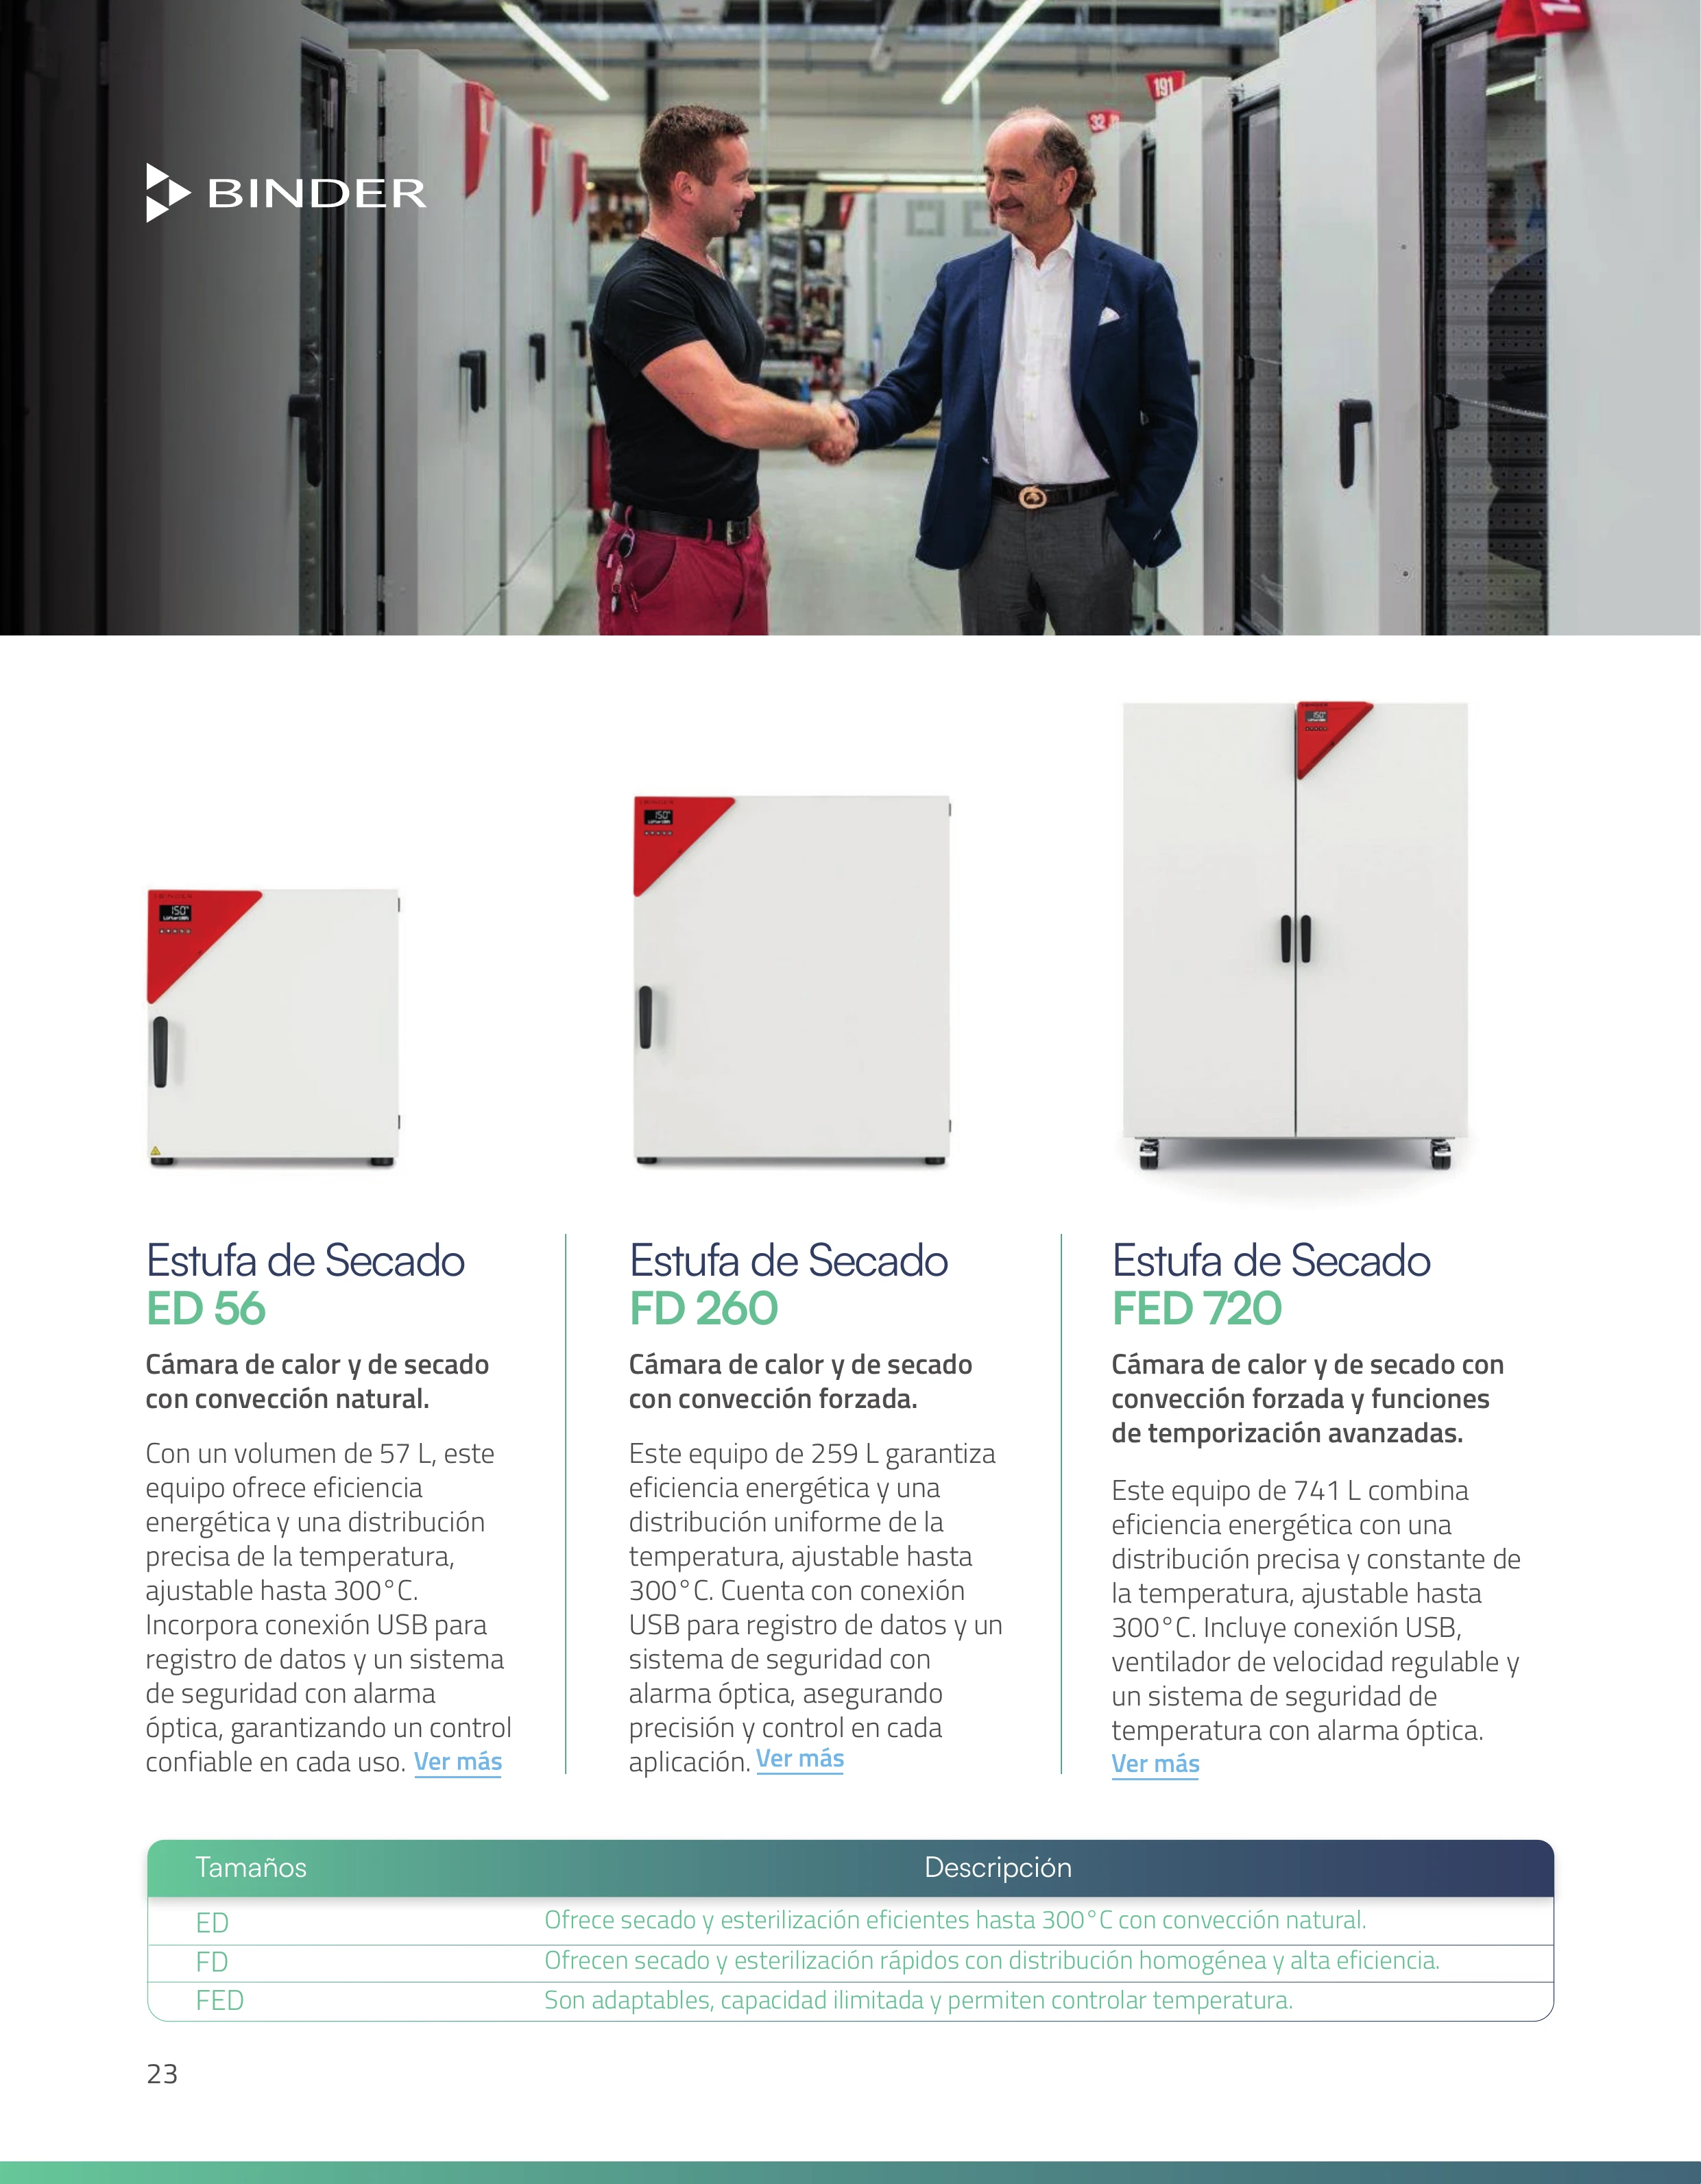 BINDER
191
32
Estufa de Secado
ED 56
Cámara de calor y de secado
con convección natural.
Con un volumen de 57 L, este
equipo ofrece eficiencia
energética y una distribución
precisa de la temperatura,
ajustable hasta 300°C.
Incorpora conexión USB para
registro de datos y un sistema
de seguridad con alarma
óptica, garantizando un control
confiable en cada uso. Ver más
Estufa de Secado
FD 260
Cámara de calor y de secado
con convección forzada.
Este equipo de 259 L garantiza
eficiencia energética y una
distribución uniforme de la
temperatura, ajustable hasta
300°C. Cuenta con conexión
USB para registro de datos y un
sistema de seguridad con
alarma óptica, asegurando
precisión y control en cada
aplicación. Ver más
Estufa de Secado
FED 720
Cámara de calor y de secado con
convección forzada y funciones
de temporización avanzadas.
Este equipo de 741 L combina
eficiencia energética con una
distribución precisa y constante de
la temperatura, ajustable hasta
300°C. Incluye conexión USB,
ventilador de velocidad regulable y
un sistema de seguridad de
temperatura con alarma óptica.
Ver más
Tamaños Descripción
ED Ofrece secado y esterilización eficientes hasta 300°C con convección natural.
FD Ofrecen secado y esterilización rápidos con distribución homogénea y alta eficiencia.
FED Son adaptables, capacidad ilimitada y permiten controlar temperatura.
23